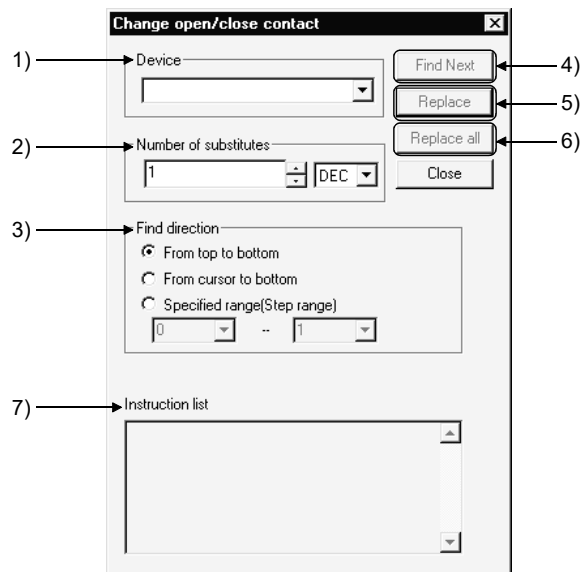 Change open/close contact
1)
Device
Find Next
4)
Replace
5)
2)
Number of substitutes
Replace all
6)
1
DEC
Close
3)
Find direction
From top to bottom
From cursor to bottom
Specified range(Step range)
0 -- 1
7)
Instruction list